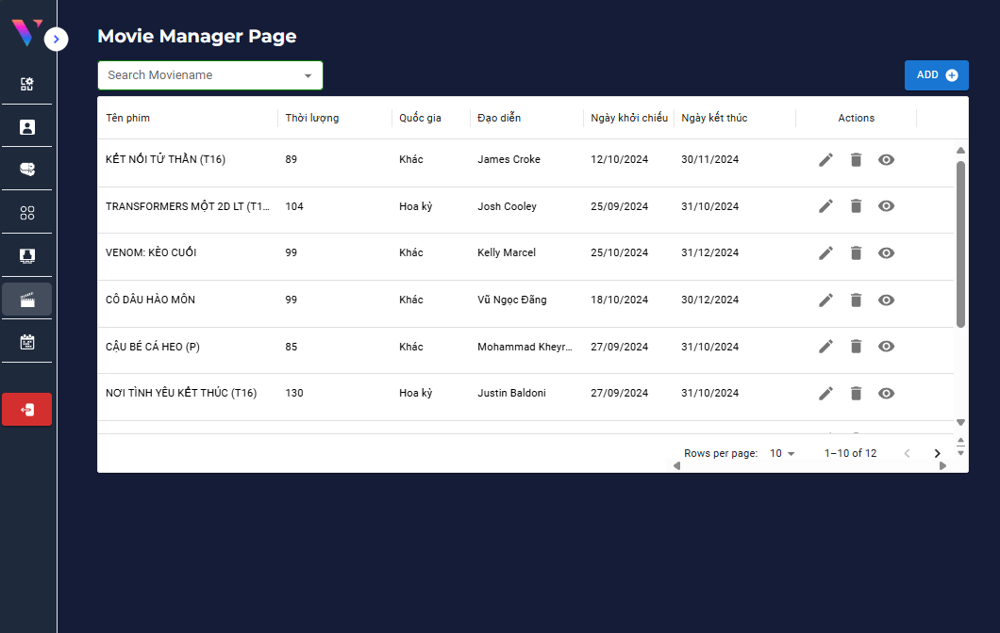 Movie Manager Page
Search Moviename
ADD
Tên phim Thời lượng Quốc gia Đạo diễn Ngày khởi chiếu Ngày kết thúc Actions
KẾT NỐI TỬ THẦN (T16) 89 Khác James Croke 12/10/2024 30/11/2024
TRANSFORMERS MỘT 2D LT (T1... 104 Hoa kỳ Josh Cooley 25/09/2024 31/10/2024
VENOM: KÈO CUỐI 99 Khác Kelly Marcel 25/10/2024 31/12/2024
CÔ DÂU HÀO MÔN 99 Khác Vũ Ngọc Đãng 18/10/2024 30/12/2024
CẬU BÉ CÁ HEO (P) 85 Khác Mohammad Kheyr... 27/09/2024 31/10/2024
NƠI TÌNH YÊU KẾT THÚC (T16) 130 Hoa kỳ Justin Baldoni 27/09/2024 31/10/2024
Rows per page: 10 1–10 of 12